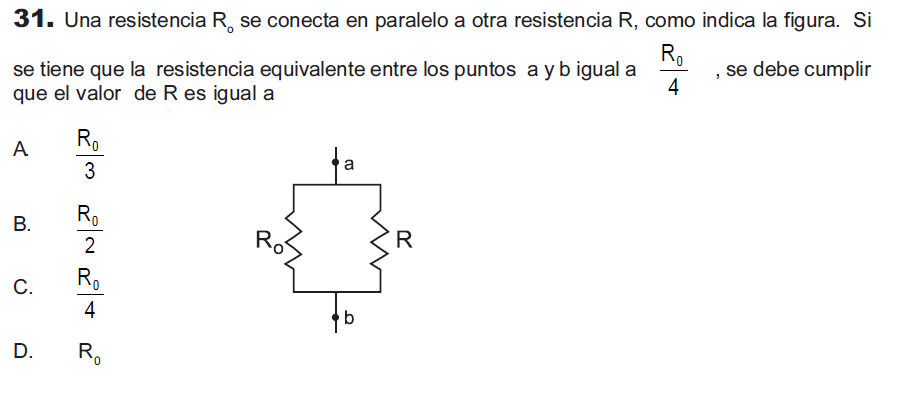 31. Una resistencia R₀ se conecta en paralelo a otra resistencia R, como indica la figura. Si
se tiene que la resistencia equivalente entre los puntos a y b igual a R₀/4 , se debe cumplir
que el valor de R es igual a
A R₀/3
B. R₀/2
C. R₀/4
D. R₀
a
R₀ R
b